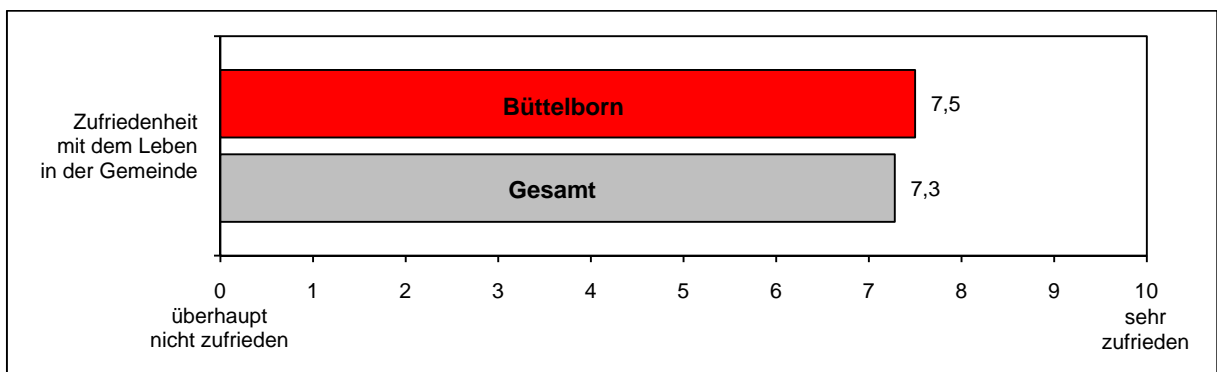 Zufriedenheit
mit dem Leben
in der Gemeinde
Büttelborn
7,5
Gesamt
7,3
0 1 2 3 4 5 6 7 8 9 10
überhaupt
nicht zufrieden
sehr
zufrieden